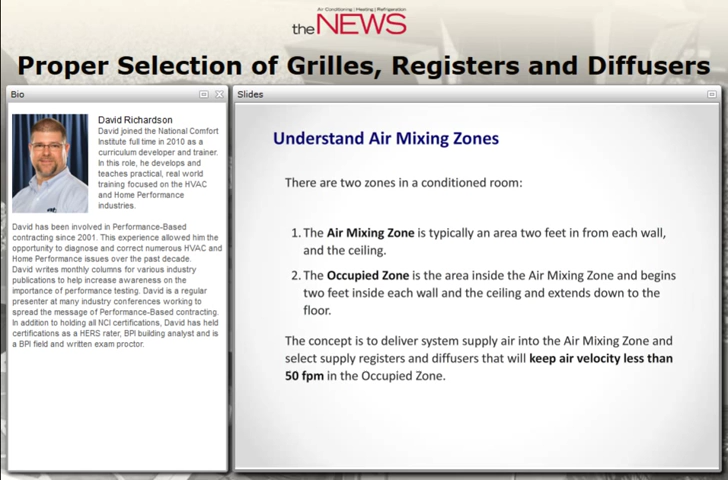 Air Conditioning | Heating | Refrigeration
the NEWS
Proper Selection of Grilles, Registers and Diffusers
Bio
David Richardson
David joined the National Comfort
Institute full time in 2010 as a
curriculum developer and trainer.
In this role, he develops and
teaches practical, real world
training focused on the HVAC
and Home Performance
industries.
David has been involved in Performance-Based
contracting since 2001. This experience allowed him the
opportunity to diagnose and correct numerous HVAC and
Home Performance issues over the past decade.
David writes monthly columns for various industry
publications to help increase awareness on the
importance of performance testing. David is a regular
presenter at many industry conferences working to
spread the message of Performance-Based contracting.
In addition to holding all NCI certifications, David has held
certifications as a HERS rater, BPI building analyst and is
a BPI field and written exam proctor.
Slides
Understand Air Mixing Zones
There are two zones in a conditioned room:
1. The Air Mixing Zone is typically an area two feet in from each wall,
and the ceiling.
2. The Occupied Zone is the area inside the Air Mixing Zone and begins
two feet inside each wall and the ceiling and extends down to the
floor.
The concept is to deliver system supply air into the Air Mixing Zone and
select supply registers and diffusers that will keep air velocity less than
50 fpm in the Occupied Zone.